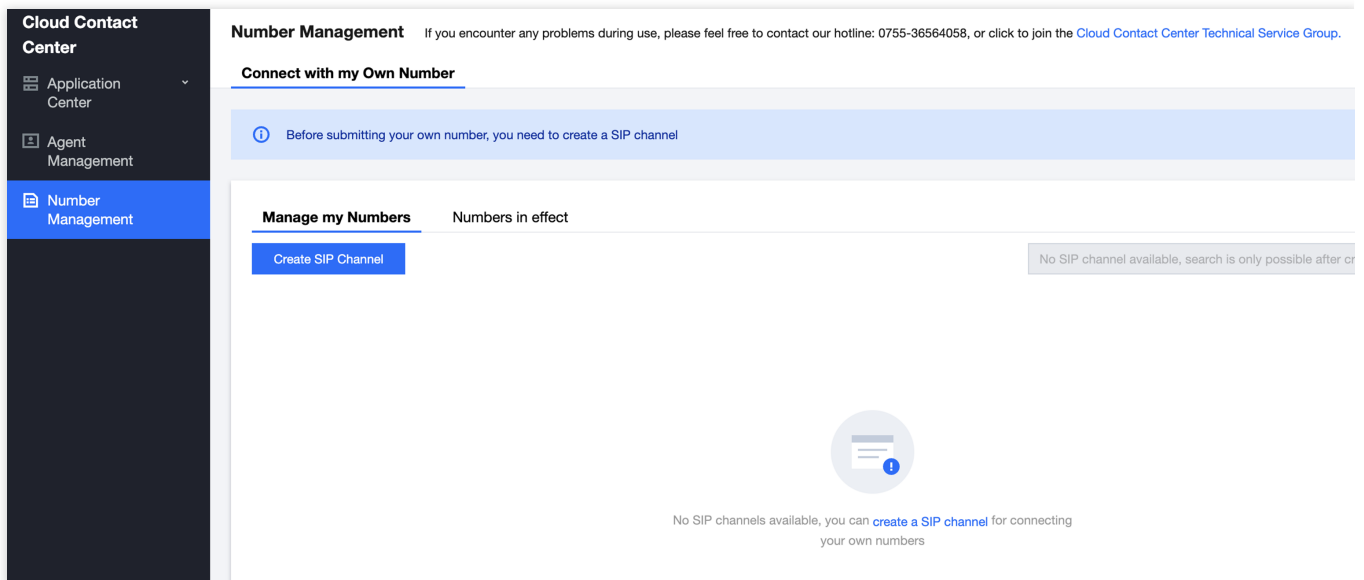 Cloud Contact
Center
Application
Center
Agent
Management
Number
Management
Number Management If you encounter any problems during use, please feel free to contact our hotline: 0755-36564058, or click to join the Cloud Contact Center Technical Service Group.
Connect with my Own Number
Before submitting your own number, you need to create a SIP channel
Manage my Numbers Numbers in effect
Create SIP Channel No SIP channel available, search is only possible after cr
No SIP channels available, you can create a SIP channel for connecting
your own numbers